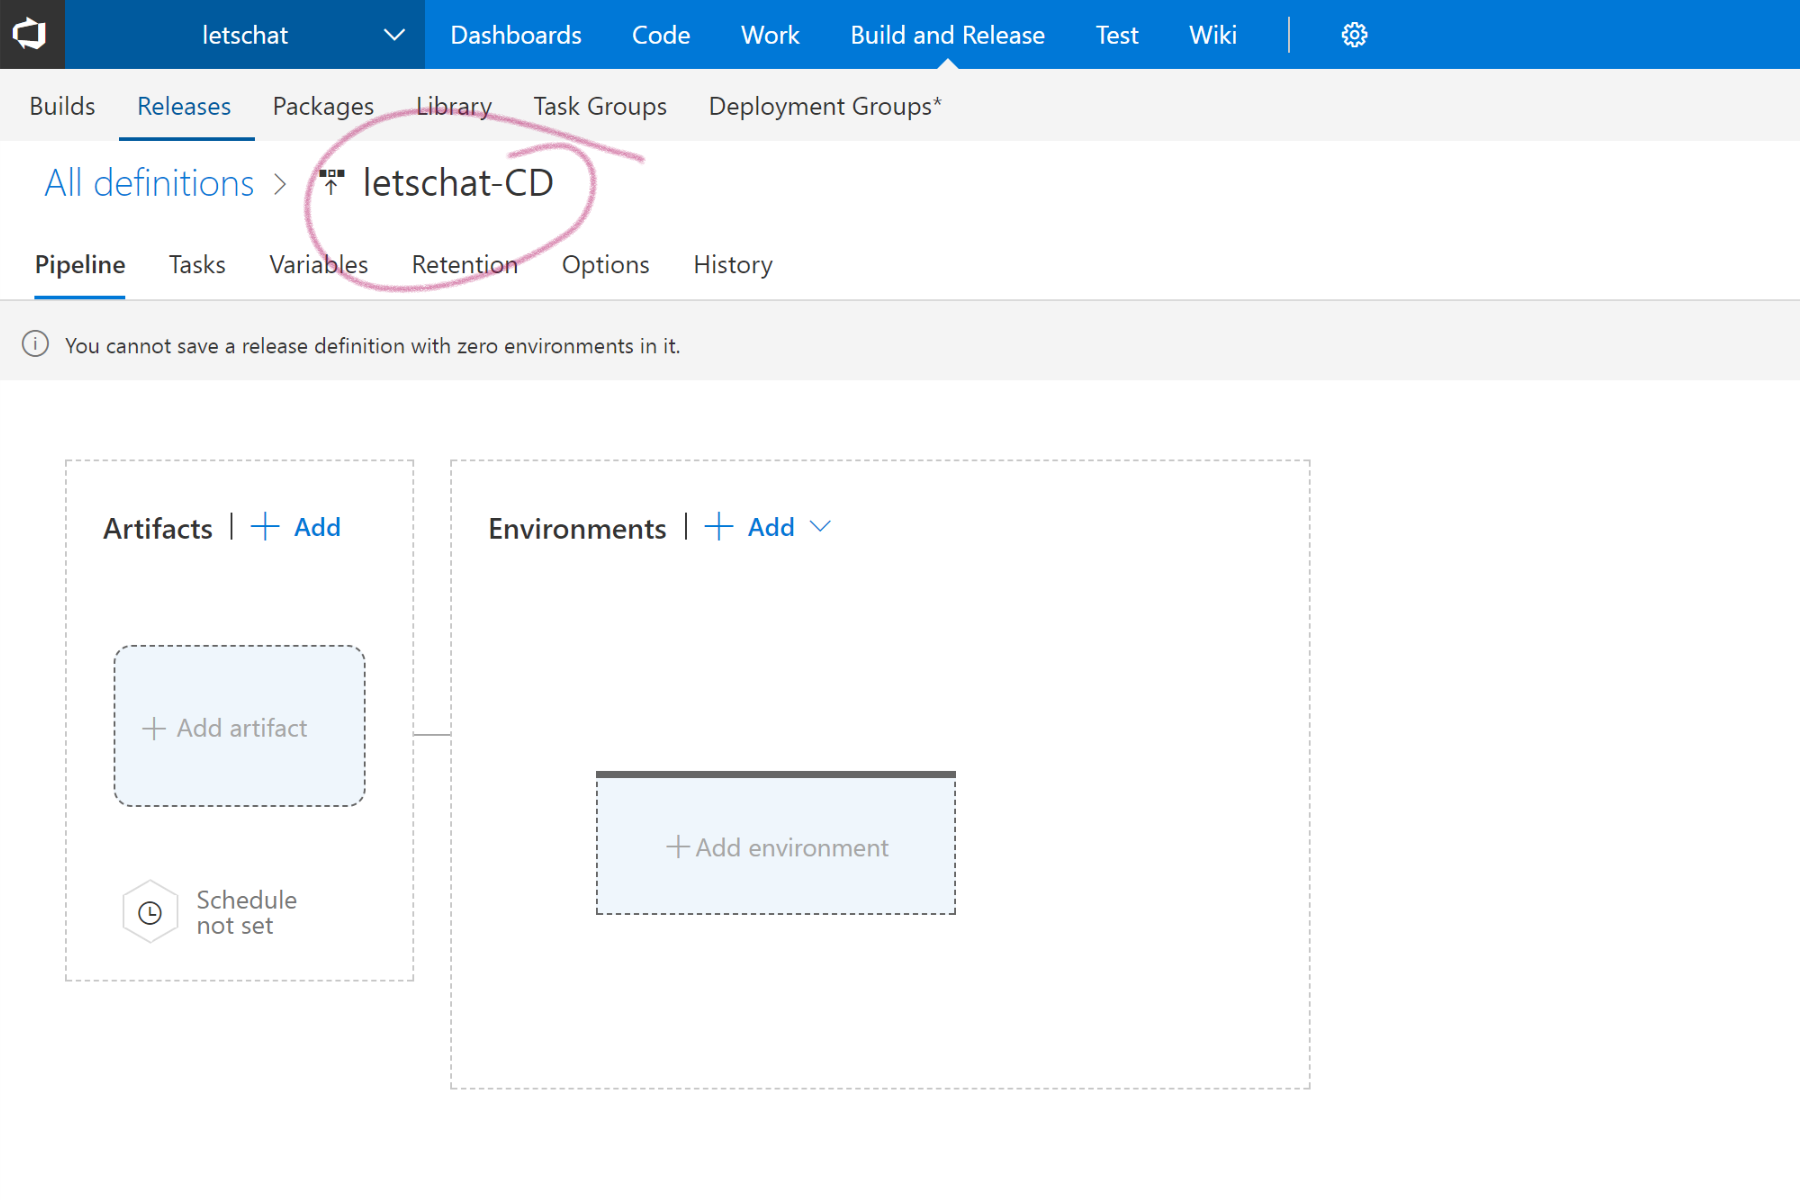 letschat Dashboards Code Work Build and Release Test Wiki
Builds Releases Packages Library Task Groups Deployment Groups*
All definitions > letschat-CD
Pipeline Tasks Variables Retention Options History
You cannot save a release definition with zero environments in it.
Artifacts | + Add
Environments | + Add
+ Add artifact
+ Add environment
Schedule
not set